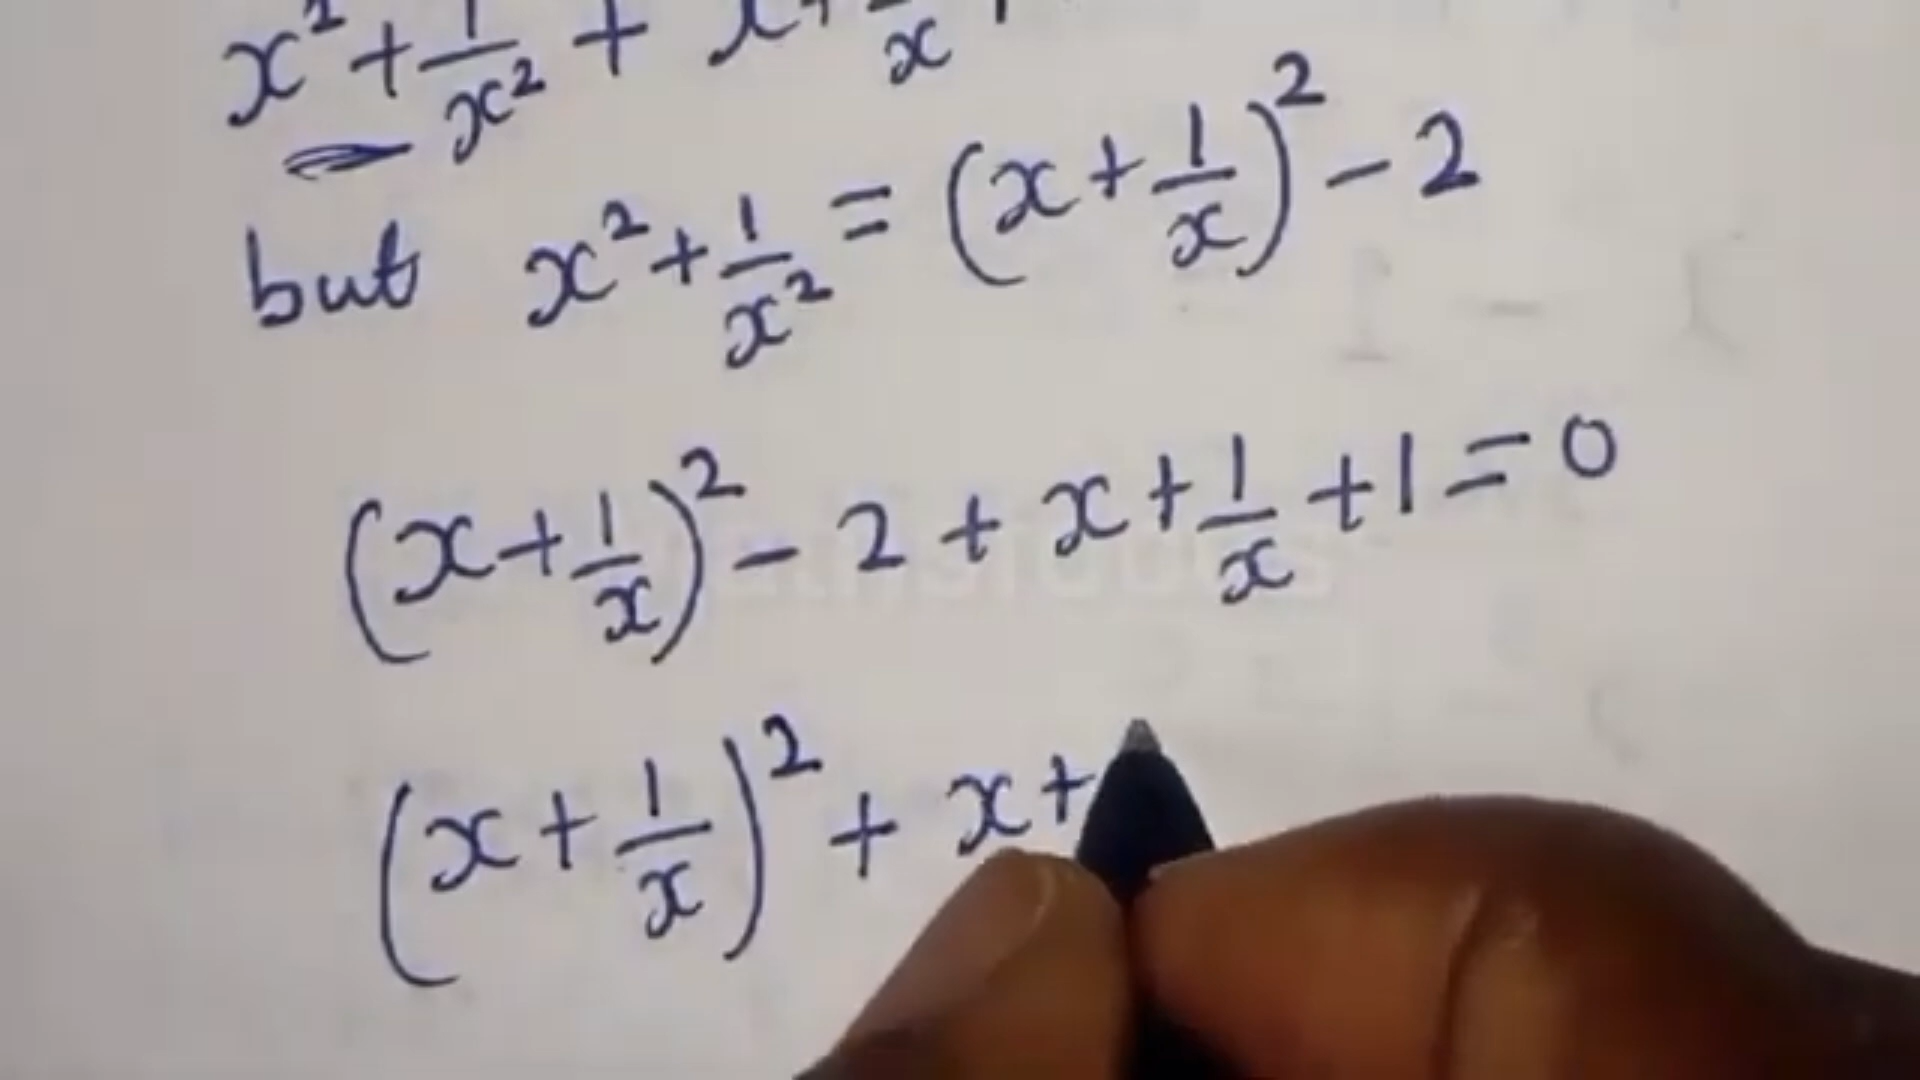 x² + 1/x² + x + 1/x +
but x² + 1/x² = (x + 1/x)² - 2
(x + 1/x)² - 2 + x + 1/x + 1 = 0
(x + 1/x)² + x +